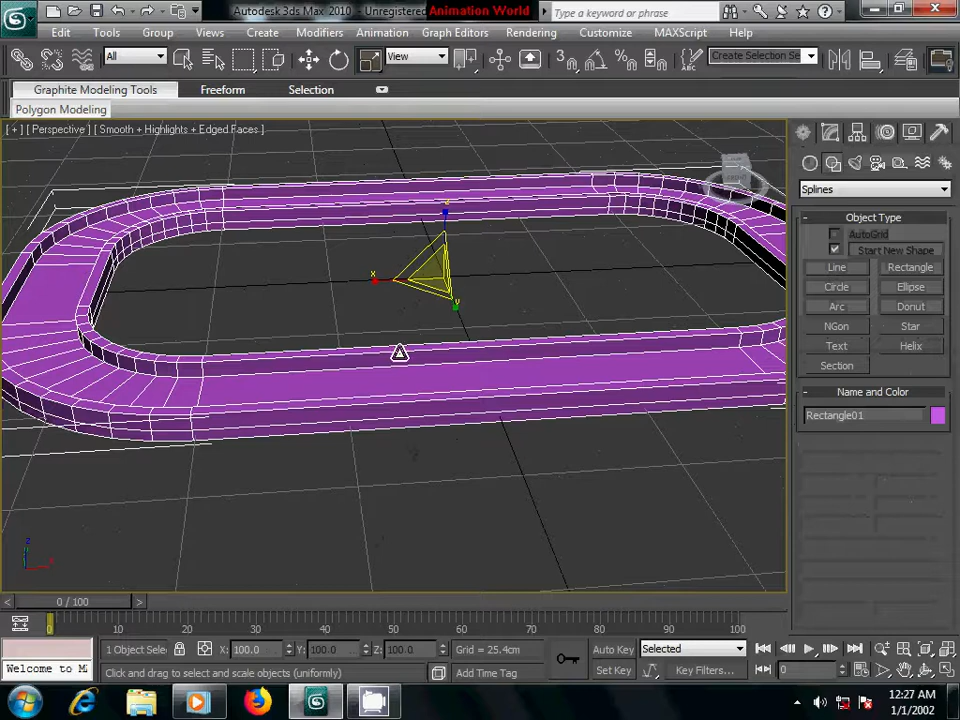 Autodesk 3ds Max 2010 - Unregistered Animation World Type a keyword or phrase
Edit Tools Group Views Create Modifiers Animation Graph Editors Rendering Customize MAXScript Help
All View Create Selection Se
Graphite Modeling Tools Freeform Selection
Polygon Modeling
[ + ] [ Perspective ] [ Smooth + Highlights + Edged Faces ]
Splines
- Object Type
AutoGrid
Start New Shape
Line Rectangle
Circle Ellipse
Arc Donut
NGon Star
Text Helix
Section
- Name and Color
Rectangle01
x
y
z
0 / 100
0 10 20 30 40 50 60 70 80 90 100
1 Object Selec X: 100.0 Y: 100.0 Z: 100.0 Grid = 25.4cm Auto Key Selected
Welcome to M Click and drag to select and scale objects (uniformly) Add Time Tag Set Key Key Filters... 0
12:27 AM
1/1/2002